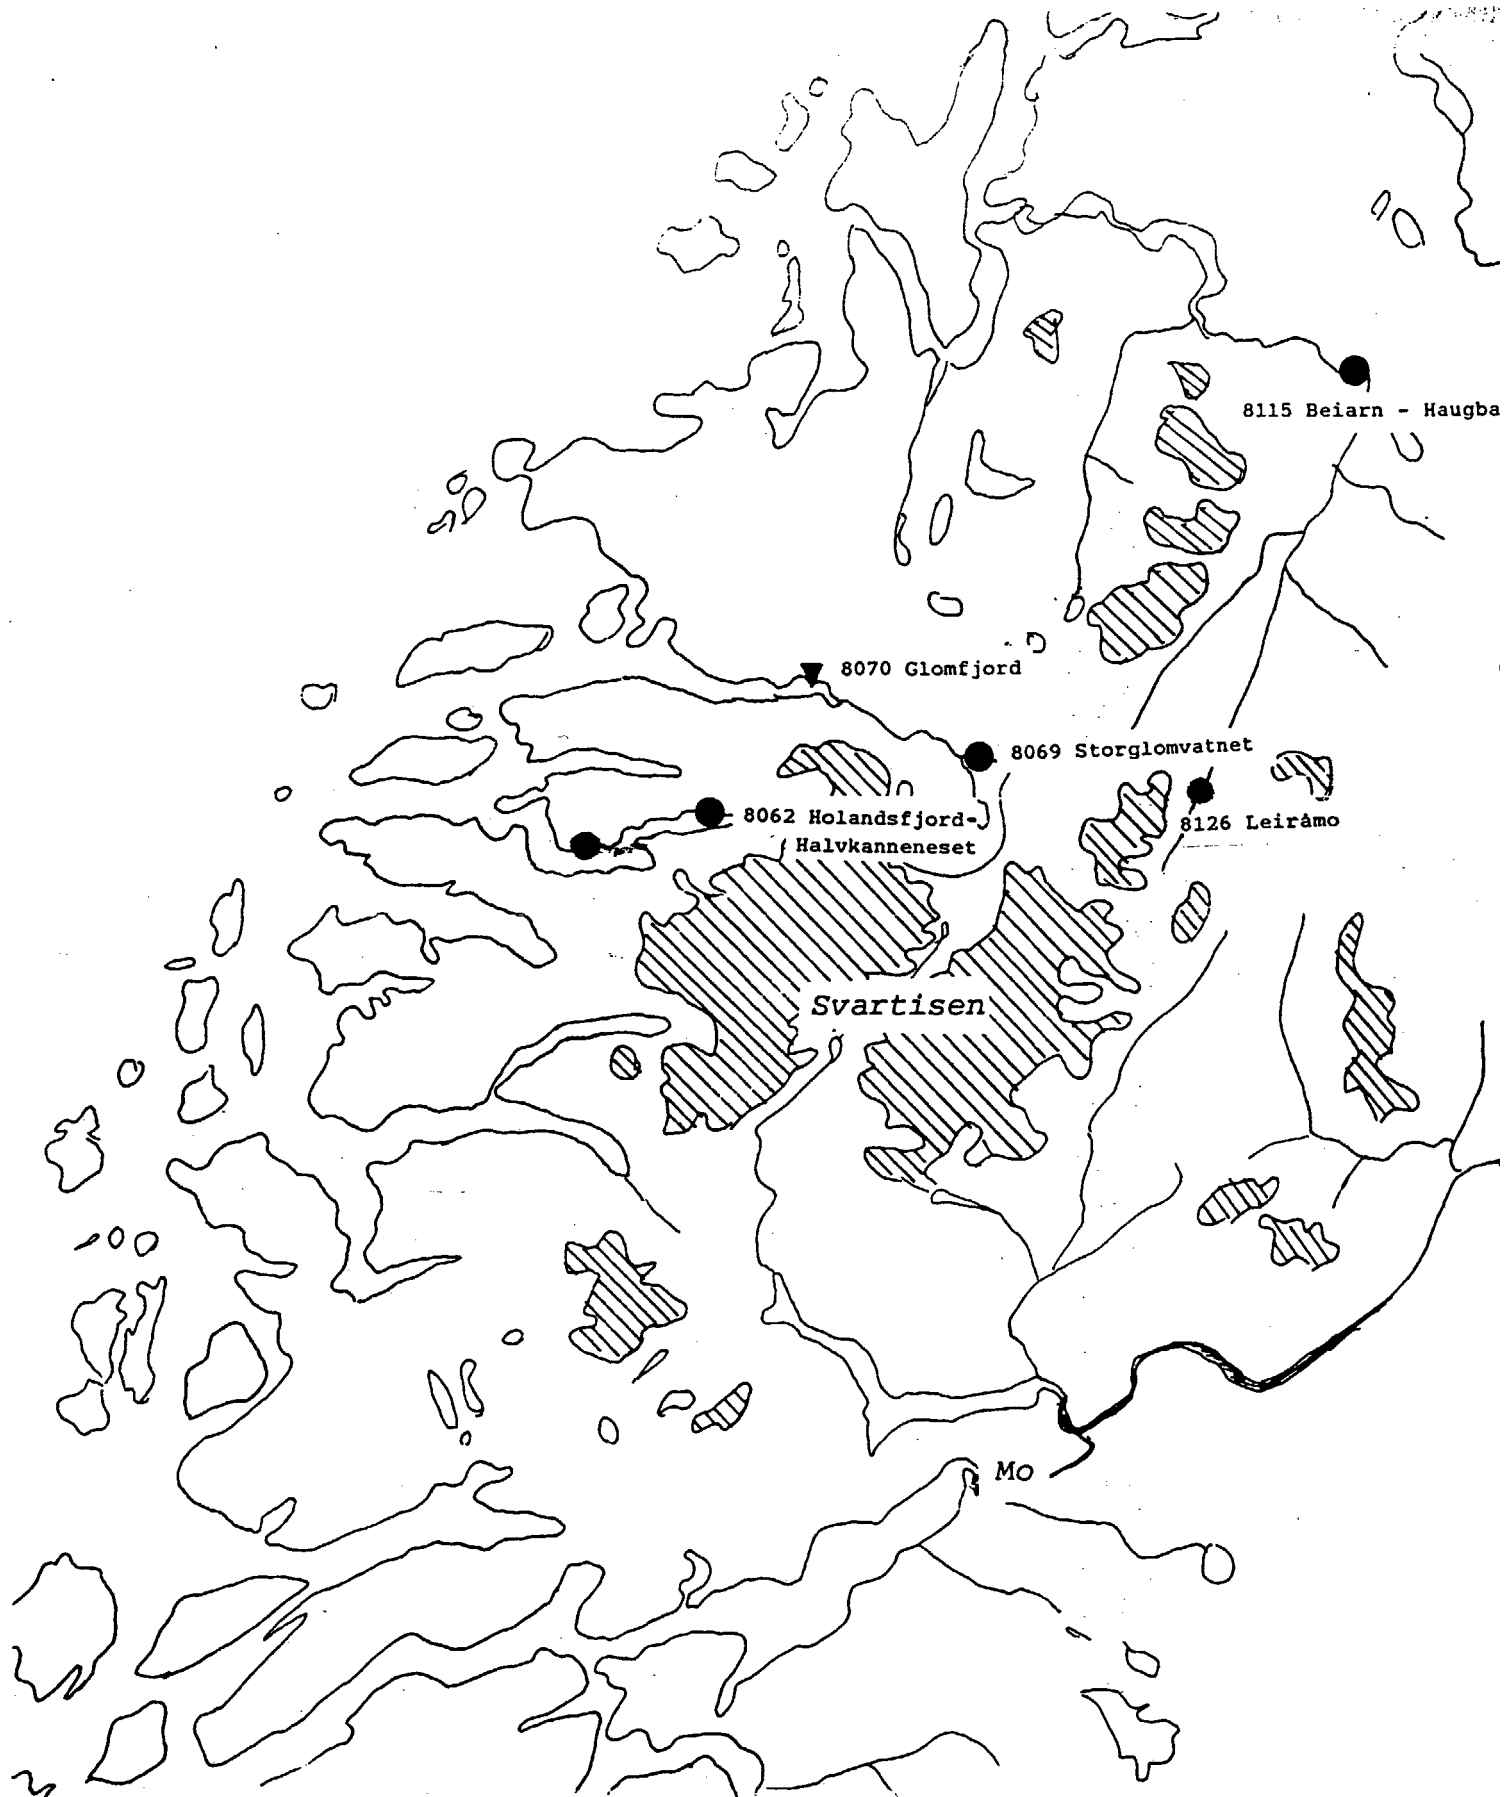 8115 Beiarn - Haugba
8070 Glomfjord
8069 Storglomvatnet
8062 Holandsfjord-
Halvkanneneset
8126 Leiråmo
Svartisen
Mo